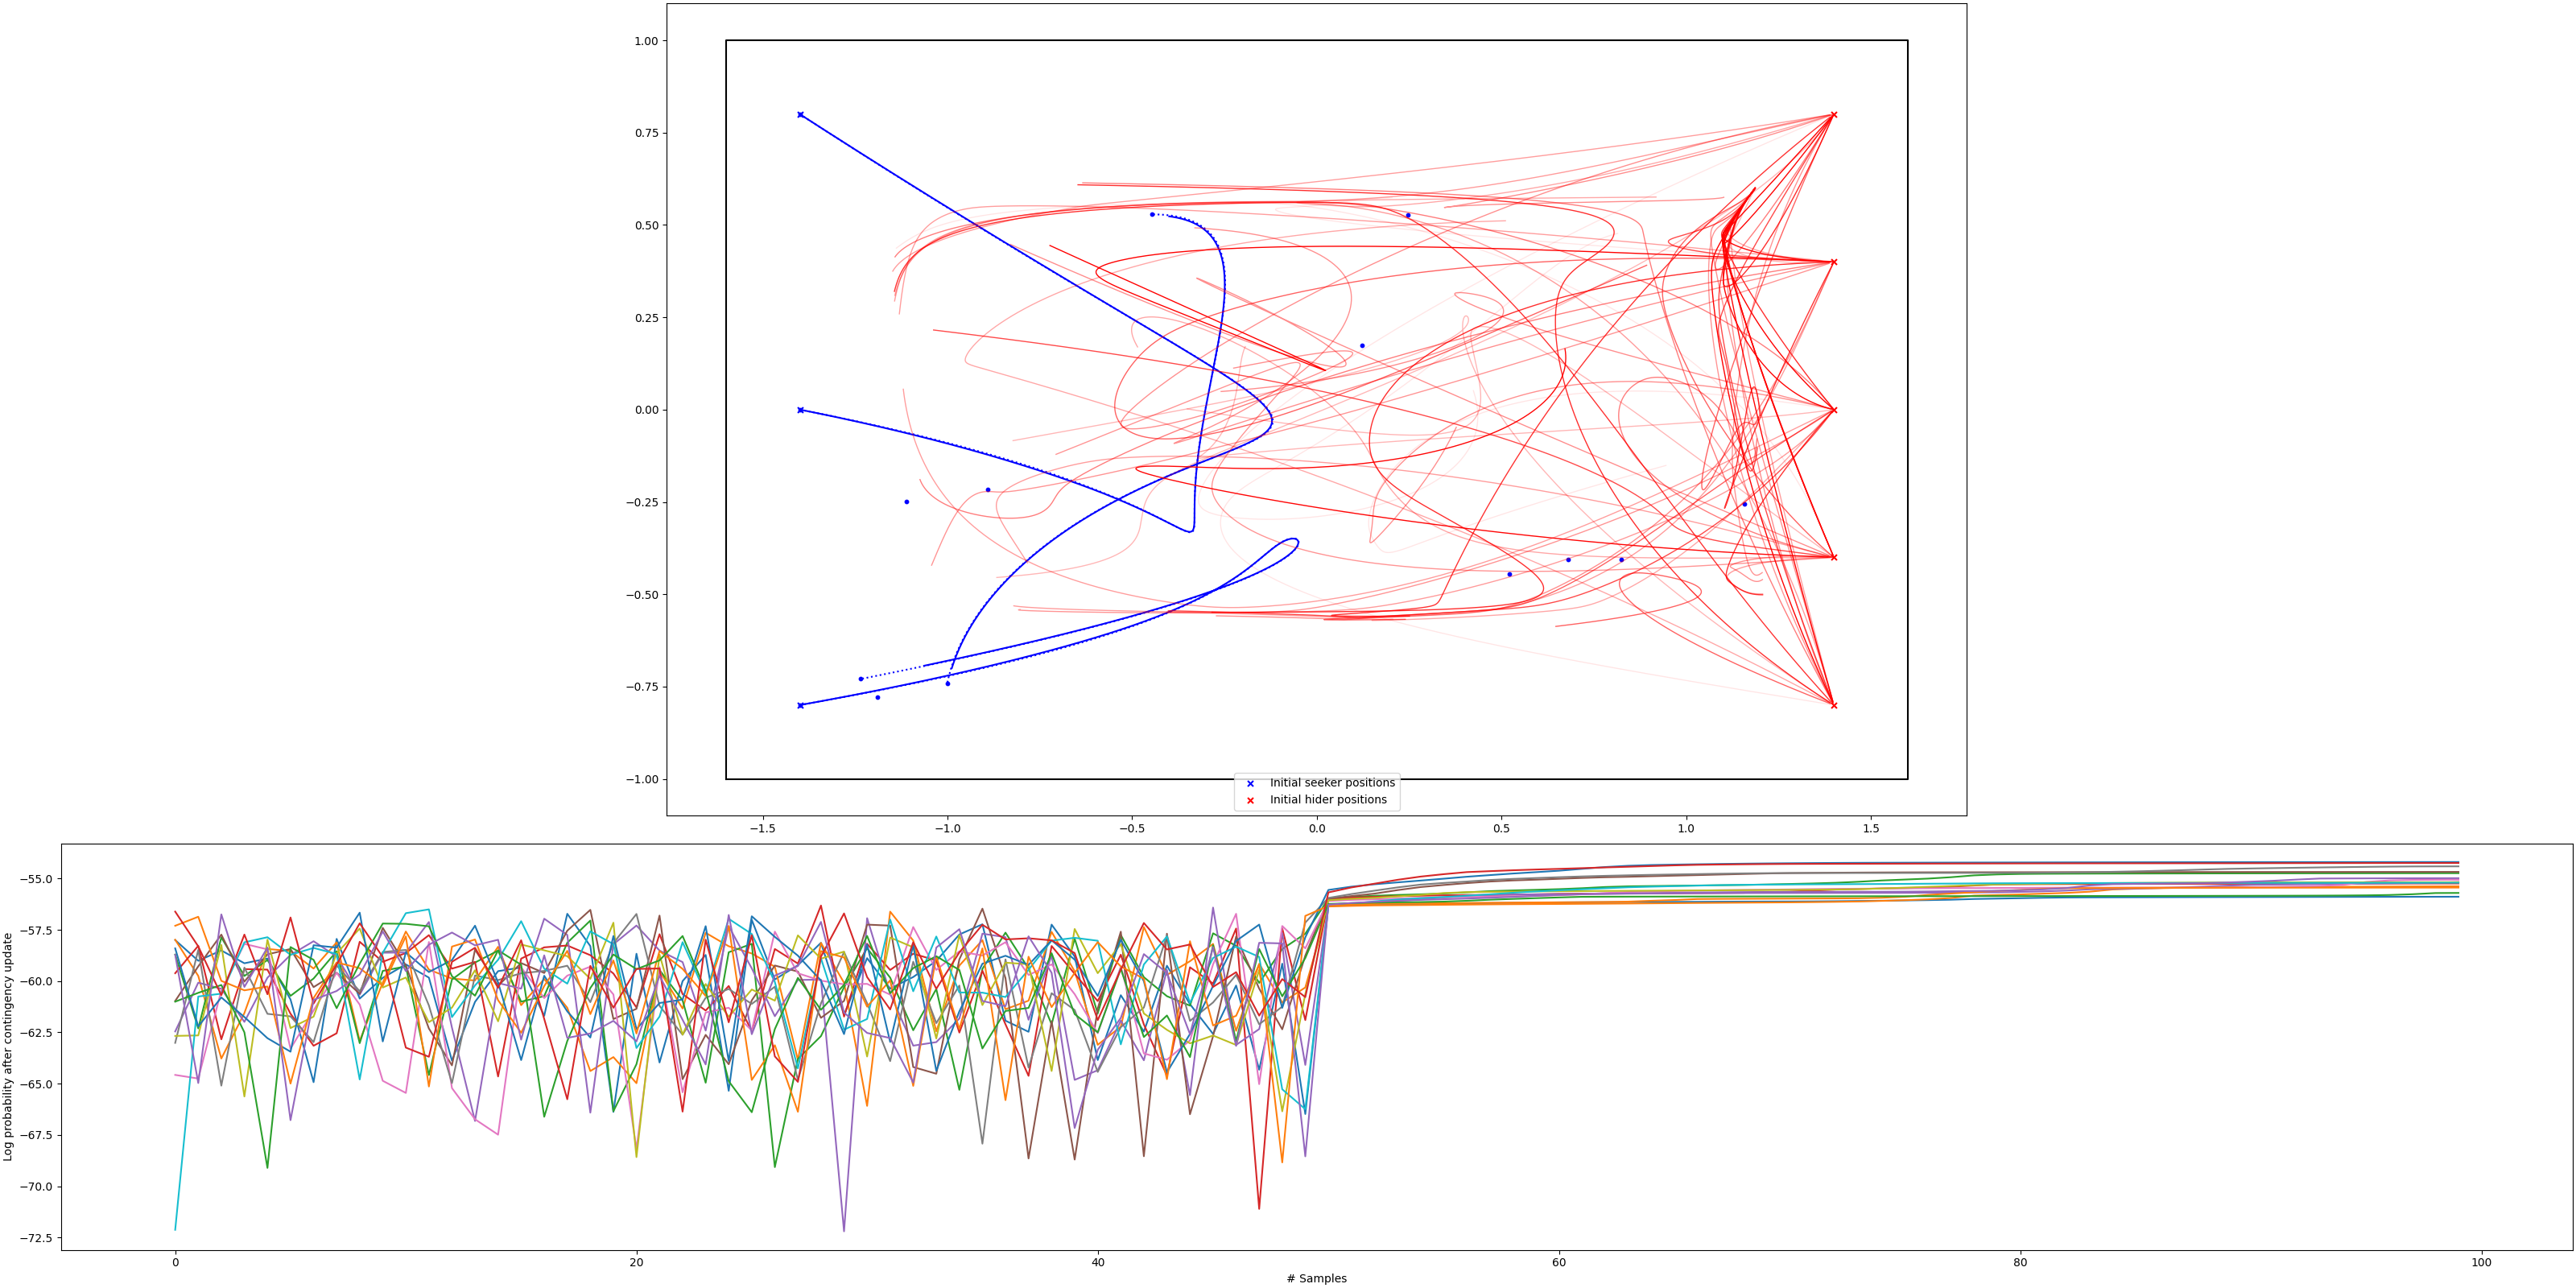 1.00
0.75
0.50
0.25
0.00
−0.25
−0.50
−0.75
−1.00
Initial seeker positions
Initial hider positions
−1.5 −1.0 −0.5 0.0 0.5 1.0 1.5
Log probability after contingency update
−55.0
−57.5
−60.0
−62.5
−65.0
−67.5
−70.0
−72.5
0 20 40 60 80 100
# Samples